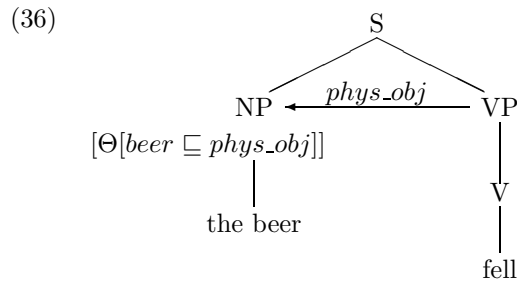 (36)
S
NP phys_obj VP
[Θ[beer ⊑ phys_obj]]
V
the beer
fell